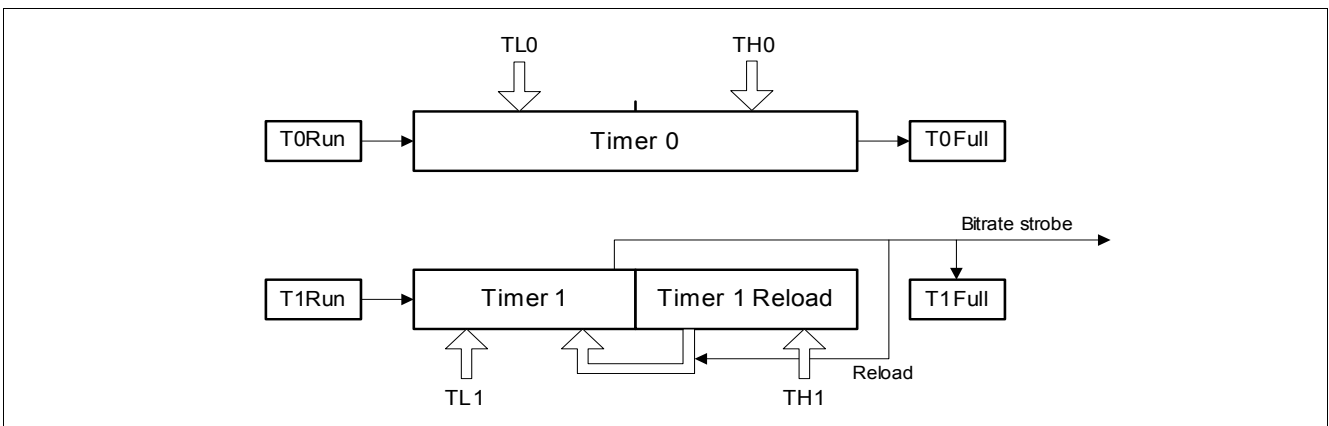 TL0 TH0
T0Run Timer 0 T0Full
Bitrate strobe
T1Run Timer 1 Timer 1 Reload T1Full
Reload
TL1 TH1